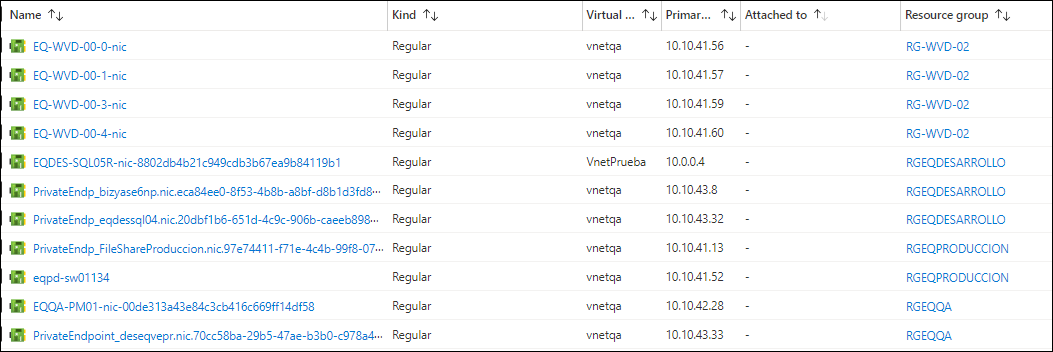 Name Kind Virtual ... Primar... Attached to Resource group
EQ-WVD-00-0-nic Regular vnetqa 10.10.41.56 - RG-WVD-02
EQ-WVD-00-1-nic Regular vnetqa 10.10.41.57 - RG-WVD-02
EQ-WVD-00-3-nic Regular vnetqa 10.10.41.59 - RG-WVD-02
EQ-WVD-00-4-nic Regular vnetqa 10.10.41.60 - RG-WVD-02
EQDES-SQL05R-nic-8802db4b21c949cdb3b67ea9b84119b1 Regular VnetPrueba 10.0.0.4 - RGEQDESARROLLO
PrivateEndp_bizyase6np.nic.eca84ee0-8f53-4b8b-a8bf-d8b1d3fd8... Regular vnetqa 10.10.43.8 - RGEQDESARROLLO
PrivateEndp_eqdessql04.nic.20dbf1b6-651d-4c9c-906b-caeeb898... Regular vnetqa 10.10.43.32 - RGEQDESARROLLO
PrivateEndp_FileShareProduccion.nic.97e74411-f71e-4c4b-99f8-07... Regular vnetqa 10.10.41.13 - RGEQPRODUCCION
eqpd-sw01134 Regular vnetqa 10.10.41.52 - RGEQPRODUCCION
EQQA-PM01-nic-00de313a43e84c3cb416c669ff14df58 Regular vnetqa 10.10.42.28 - RGEQQA
PrivateEndpoint_deseqvepr.nic.70cc58ba-29b5-47ae-b3b0-c978a4... Regular vnetqa 10.10.43.33 - RGEQQA